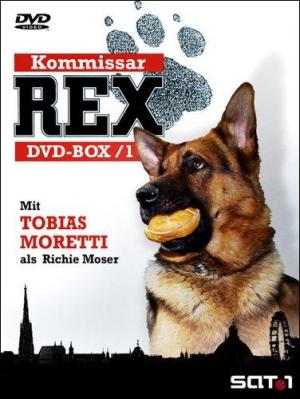 DVD
VIDEO
Kommissar
REX
DVD-BOX /1
Mit
TOBIAS
MORETTI
als Richie Moser
SAT.1